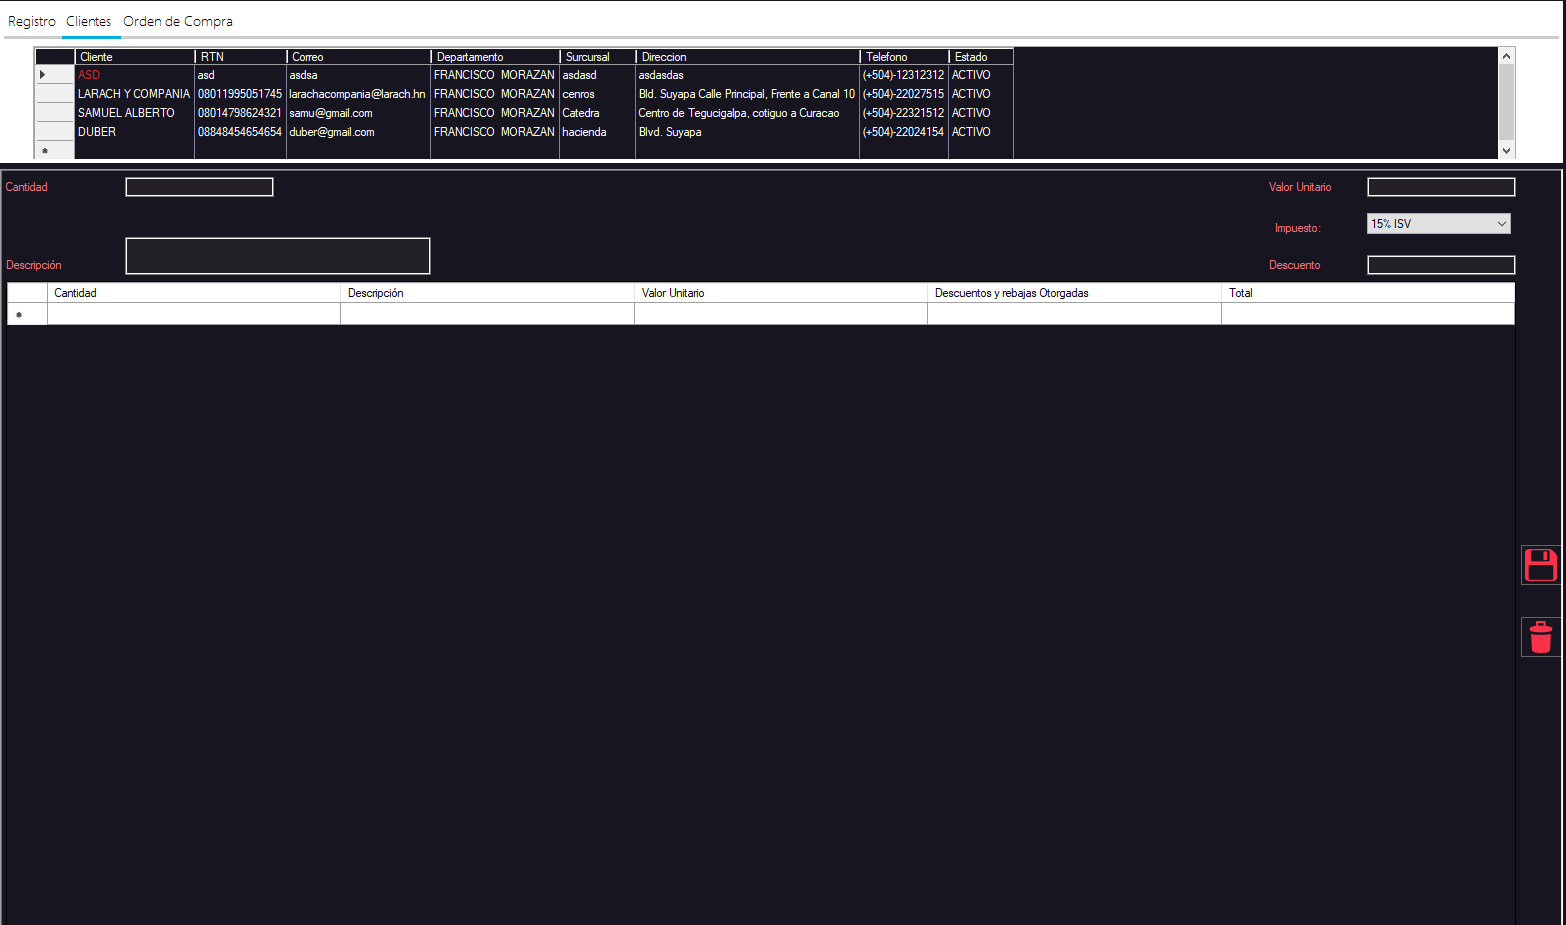 Registro Clientes Orden de Compra
Cliente RTN Correo Departamento Surcursal Direccion Telefono Estado
ASD asd asdsa FRANCISCO MORAZAN asdasd asdasdas (+504)-12312312 ACTIVO
LARACH Y COMPANIA 08011995051745 larachacompania@larach.hn FRANCISCO MORAZAN cenros Bld. Suyapa Calle Principal, Frente a Canal 10 (+504)-22027515 ACTIVO
SAMUEL ALBERTO 08014798624321 samu@gmail.com FRANCISCO MORAZAN Catedra Centro de Tegucigalpa, cotiguo a Curacao (+504)-22321512 ACTIVO
DUBER 08848454654654 duber@gmail.com FRANCISCO MORAZAN hacienda Blvd. Suyapa (+504)-22024154 ACTIVO
Cantidad Valor Unitario
Impuesto: 15% ISV
Descripción Descuento
Cantidad Descripción Valor Unitario Descuentos y rebajas Otorgadas Total